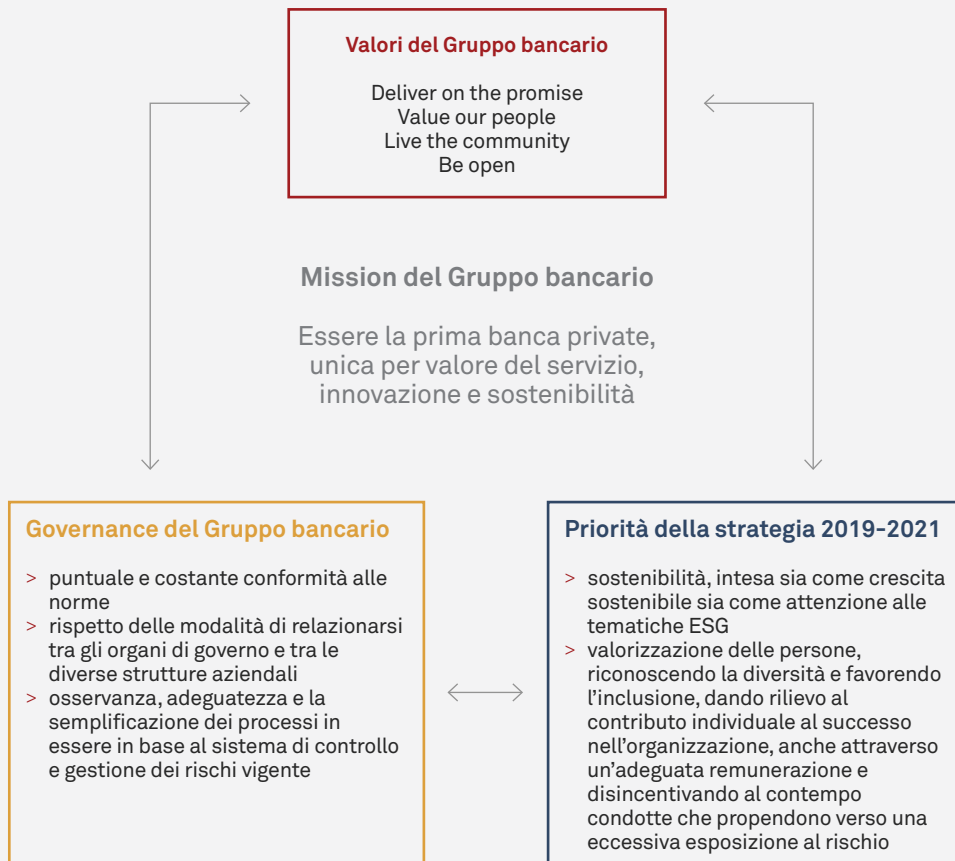 Valori del Gruppo bancario
Deliver on the promise
Value our people
Live the community
Be open
Mission del Gruppo bancario
Essere la prima banca private,
unica per valore del servizio,
innovazione e sostenibilità
Governance del Gruppo bancario
> puntuale e costante conformità alle
norme
> rispetto delle modalità di relazionarsi
tra gli organi di governo e tra le
diverse strutture aziendali
> osservanza, adeguatezza e la
semplificazione dei processi in
essere in base al sistema di controllo
e gestione dei rischi vigente
Priorità della strategia 2019-2021
> sostenibilità, intesa sia come crescita
sostenibile sia come attenzione alle
tematiche ESG
> valorizzazione delle persone,
riconoscendo la diversità e favorendo
l'inclusione, dando rilievo al
contributo individuale al successo
nell'organizzazione, anche attraverso
un'adeguata remunerazione e
disincentivando al contempo
condotte che propendono verso una
eccessiva esposizione al rischio